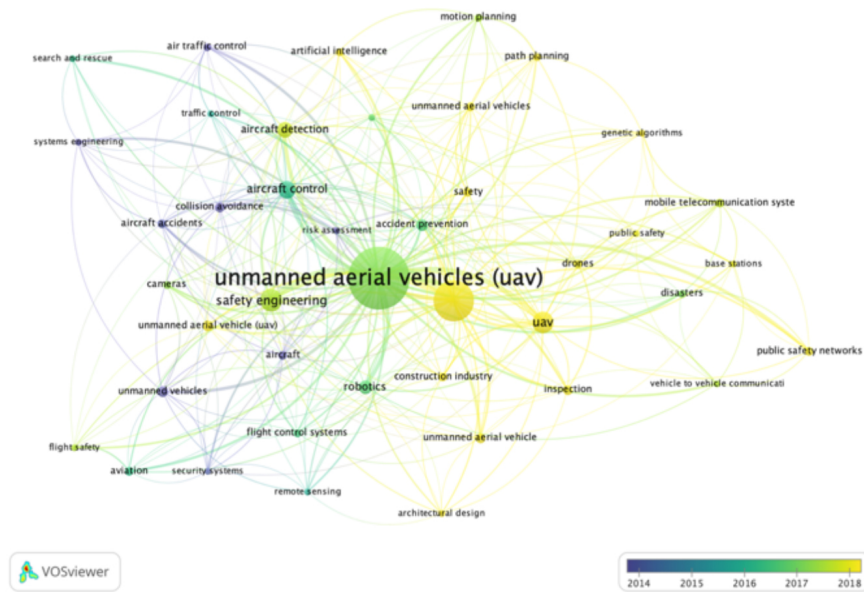 motion planning
air traffic control
artificial intelligence
search and rescue
path planning
unmanned aerial vehicles
traffic control
aircraft detection
genetic algorithms
systems engineering
aircraft control
safety
mobile telecommunication syste
collision avoidance
aircraft accidents
accident prevention
risk assessment
public safety
drones
base stations
unmanned aerial vehicles (uav)
cameras
disasters
safety engineering
unmanned aerial vehicle (uav)
uav
public safety networks
aircraft
construction industry
vehicle to vehicle communicati
robotics
inspection
unmanned vehicles
flight control systems
unmanned aerial vehicle
flight safety
aviation
security systems
remote sensing
architectural design
VOSviewer
2014 2015 2016 2017 2018